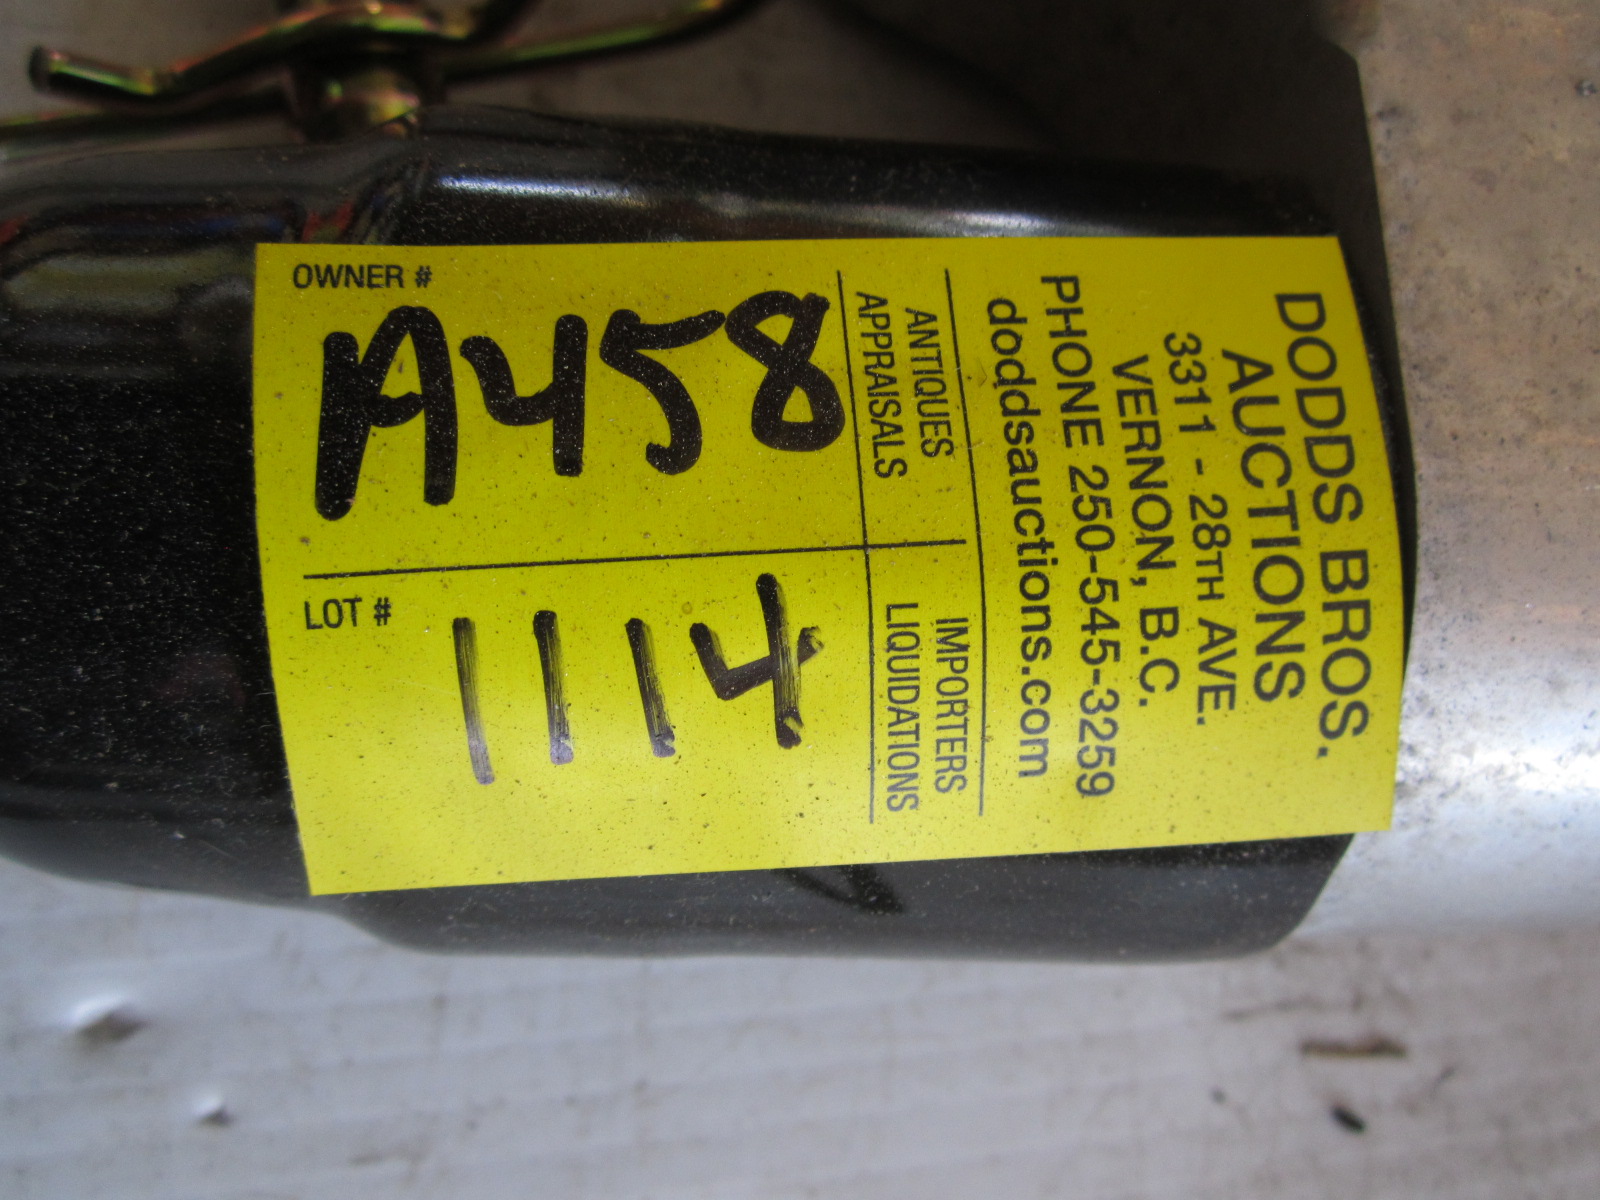 DODDS BROS.
AUCTIONS
3311 - 28TH AVE.
VERNON, B.C.
PHONE 250-545-3259
doddsauctions.com
ANTIQUES
APPRAISALS
IMPORTERS
LIQUIDATIONS
OWNER #
A458
LOT #
1114